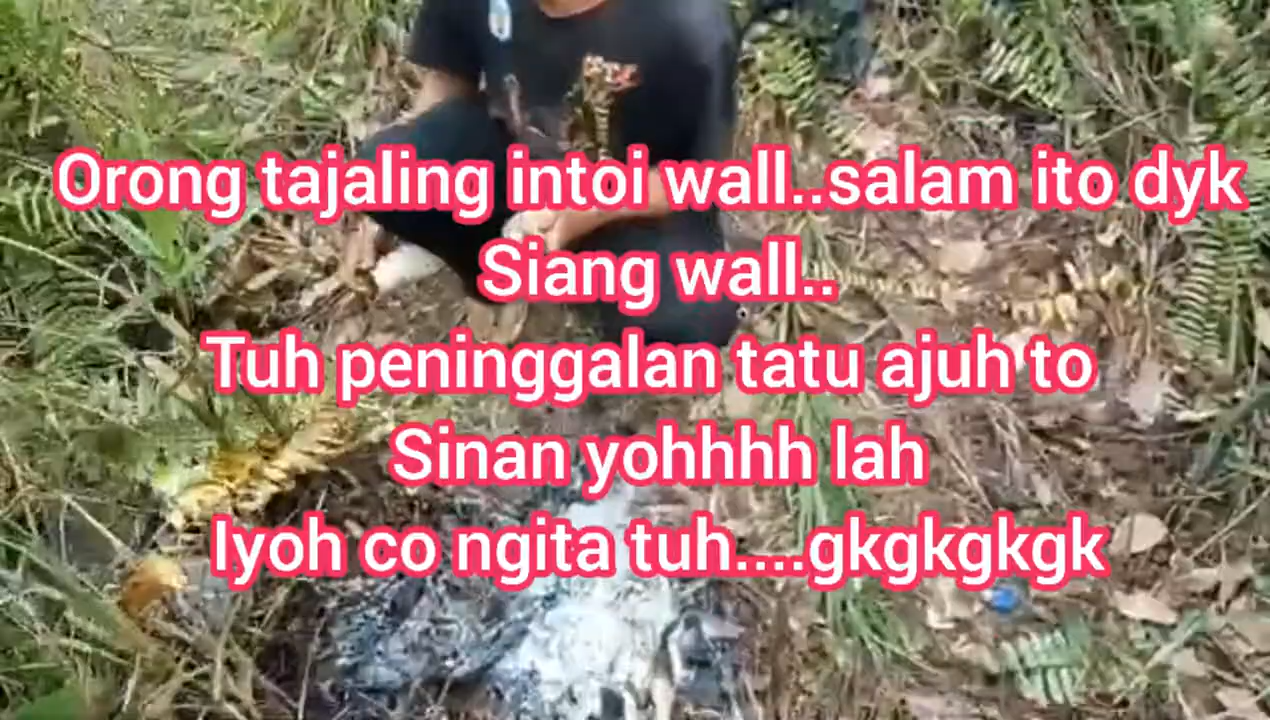 Orong tajaling intoi wall..salam ito dyk
Siang wall..
Tuh peninggalan tatu ajuh to
Sinan yohhhh lah
Iyoh co ngita tuh....gkgkgkgk